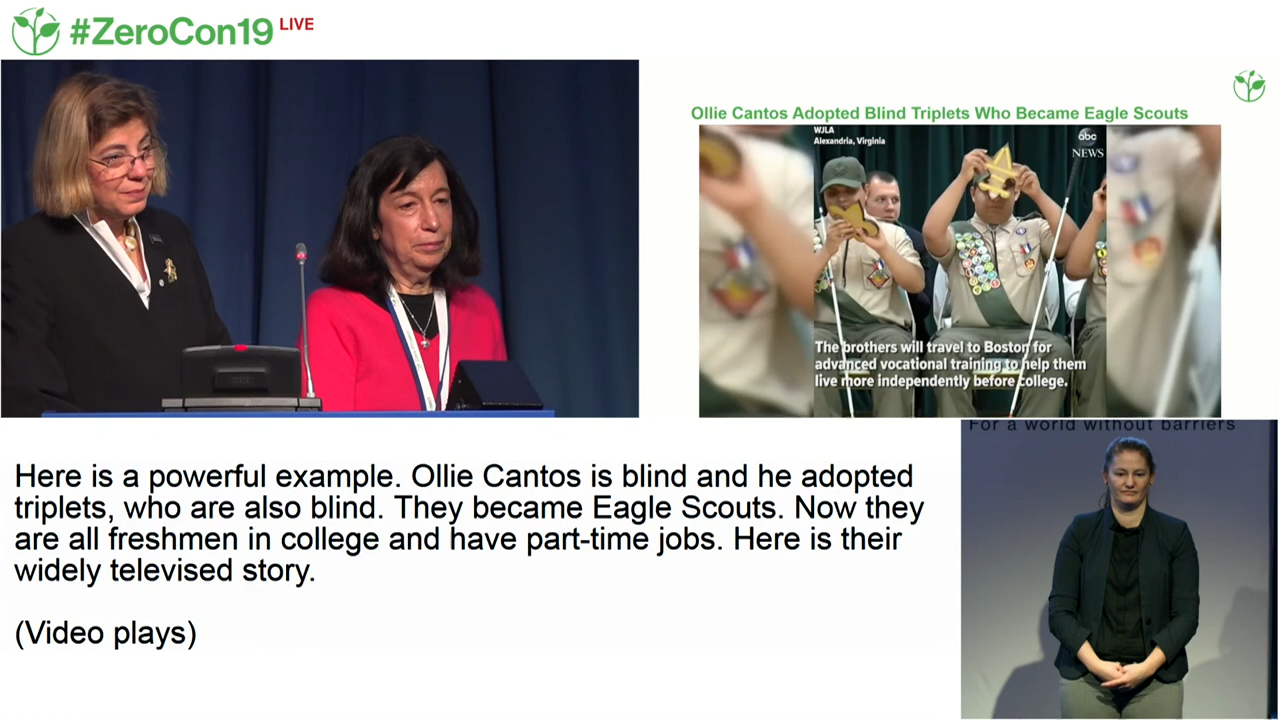 #ZeroCon19 LIVE
Ollie Cantos Adopted Blind Triplets Who Became Eagle Scouts
WJLA
Alexandria, Virginia
abc
NEWS
The brothers will travel to Boston for
advanced vocational training to help them
live more independently before college.
For a world without barriers
Here is a powerful example. Ollie Cantos is blind and he adopted
triplets, who are also blind. They became Eagle Scouts. Now they
are all freshmen in college and have part-time jobs. Here is their
widely televised story.
(Video plays)